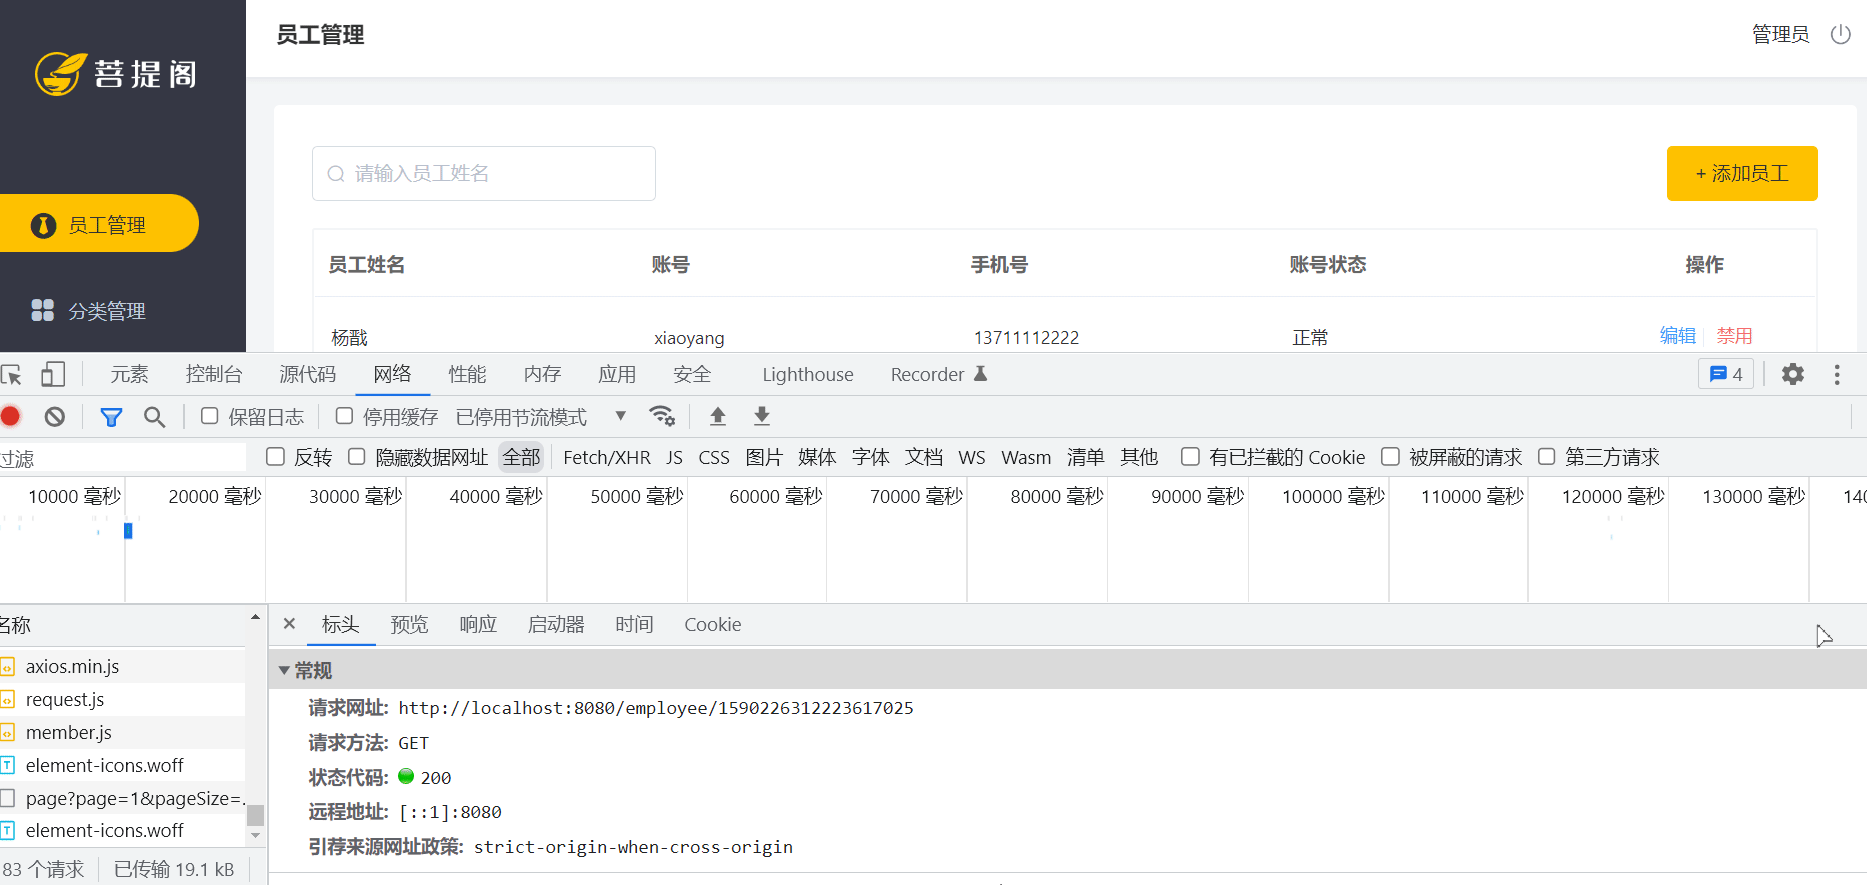 菩提阁
员工管理
管理员
请输入员工姓名
+ 添加员工
员工管理
员工姓名 账号 手机号 账号状态 操作
分类管理
杨戬 xiaoyang 13711112222 正常 编辑 禁用
元素 控制台 源代码 网络 性能 内存 应用 安全 Lighthouse Recorder 4
保留日志 停用缓存 已停用节流模式
过滤 反转 隐藏数据网址 全部 Fetch/XHR JS CSS 图片 媒体 字体 文档 WS Wasm 清单 其他 有已拦截的 Cookie 被屏蔽的请求 第三方请求
10000 毫秒 20000 毫秒 30000 毫秒 40000 毫秒 50000 毫秒 60000 毫秒 70000 毫秒 80000 毫秒 90000 毫秒 100000 毫秒 110000 毫秒 120000 毫秒 130000 毫秒 140
名称
axios.min.js
request.js
member.js
element-icons.woff
page?page=1&pageSize=...
element-icons.woff
83 个请求 已传输 19.1 kB
标头 预览 响应 启动器 时间 Cookie
常规
请求网址: http://localhost:8080/employee/1590226312223617025
请求方法: GET
状态代码: 200
远程地址: [::1]:8080
引荐来源网址政策: strict-origin-when-cross-origin